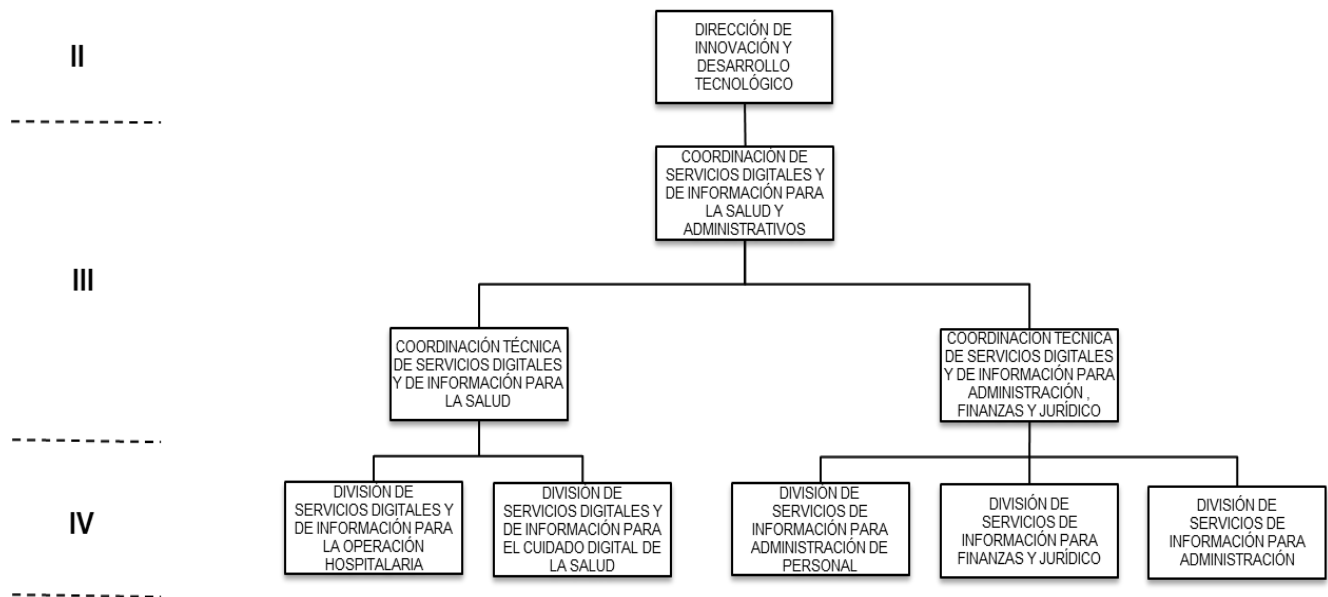 II
DIRECCIÓN DE
INNOVACIÓN Y
DESARROLLO
TECNOLÓGICO
COORDINACIÓN DE
SERVICIOS DIGITALES Y
DE INFORMACIÓN PARA
LA SALUD Y
ADMINISTRATIVOS
III
COORDINACIÓN TÉCNICA
DE SERVICIOS DIGITALES
Y DE INFORMACIÓN PARA
LA SALUD
COORDINACIÓN TÉCNICA
DE SERVICIOS DIGITALES
Y DE INFORMACIÓN PARA
ADMINISTRACIÓN ,
FINANZAS Y JURÍDICO
IV
DIVISIÓN DE
SERVICIOS DIGITALES Y
DE INFORMACIÓN PARA
LA OPERACIÓN
HOSPITALARIA
DIVISIÓN DE
SERVICIOS DIGITALES Y
DE INFORMACIÓN PARA
EL CUIDADO DIGITAL DE
LA SALUD
DIVISIÓN DE
SERVICIOS DE
INFORMACIÓN PARA
ADMINISTRACIÓN DE
PERSONAL
DIVISIÓN DE
SERVICIOS DE
INFORMACIÓN PARA
FINANZAS Y JURÍDICO
DIVISIÓN DE
SERVICIOS DE
INFORMACIÓN PARA
ADMINISTRACIÓN